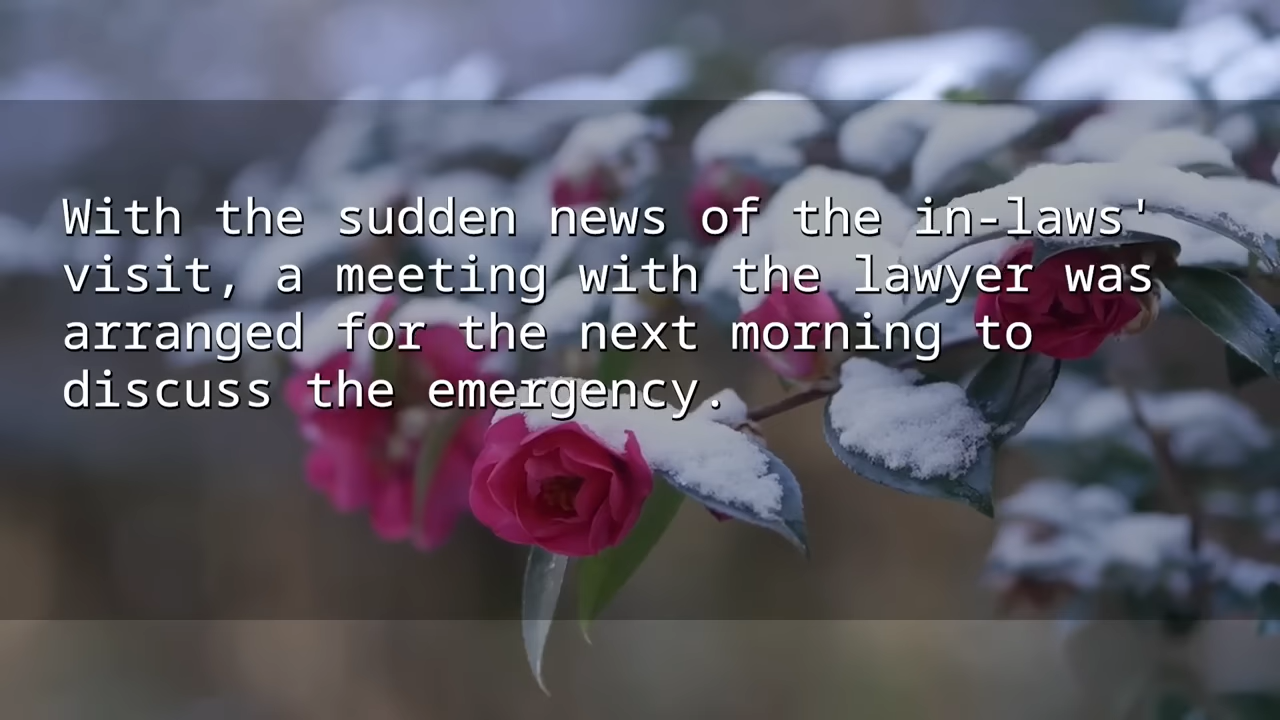 With the sudden news of the in-laws'
visit, a meeting with the lawyer was
arranged for the next morning to
discuss the emergency.